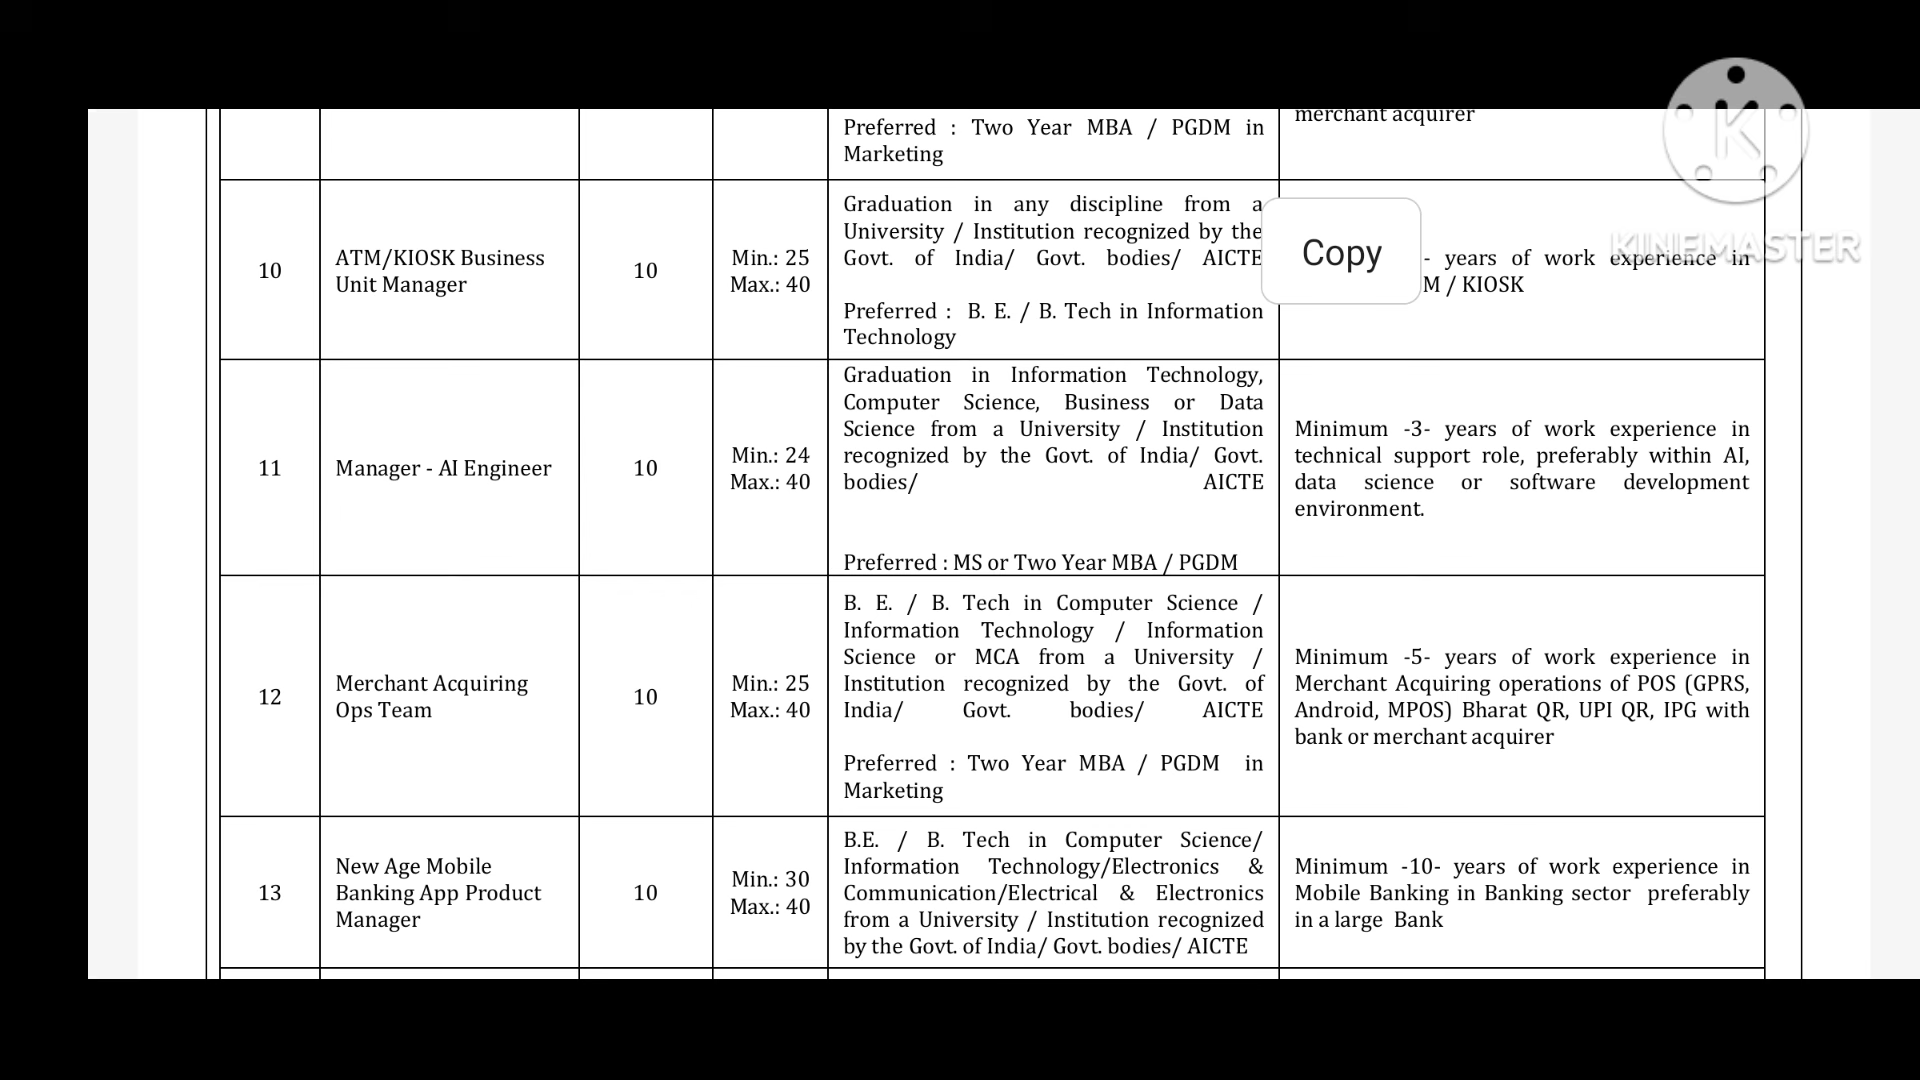 Preferred : Two Year MBA / PGDM in
Marketing
merchant acquirer
10
ATM/KIOSK Business
Unit Manager
10
Min.: 25
Max.: 40
Graduation in any discipline from a
University / Institution recognized by the
Govt. of India/ Govt. bodies/ AICTE
Preferred : B. E. / B. Tech in Information
Technology
- years of work experience in
M / KIOSK
Copy
11
Manager - AI Engineer
10
Min.: 24
Max.: 40
Graduation in Information Technology,
Computer Science, Business or Data
Science from a University / Institution
recognized by the Govt. of India/ Govt.
bodies/ AICTE
Preferred : MS or Two Year MBA / PGDM
Minimum -3- years of work experience in
technical support role, preferably within AI,
data science or software development
environment.
12
Merchant Acquiring
Ops Team
10
Min.: 25
Max.: 40
B. E. / B. Tech in Computer Science /
Information Technology / Information
Science or MCA from a University /
Institution recognized by the Govt. of
India/ Govt. bodies/ AICTE
Preferred : Two Year MBA / PGDM in
Marketing
Minimum -5- years of work experience in
Merchant Acquiring operations of POS (GPRS,
Android, MPOS) Bharat QR, UPI QR, IPG with
bank or merchant acquirer
13
New Age Mobile
Banking App Product
Manager
10
Min.: 30
Max.: 40
B.E. / B. Tech in Computer Science/
Information Technology/Electronics &
Communication/Electrical & Electronics
from a University / Institution recognized
by the Govt. of India/ Govt. bodies/ AICTE
Minimum -10- years of work experience in
Mobile Banking in Banking sector preferably
in a large Bank
K
KINEMASTER